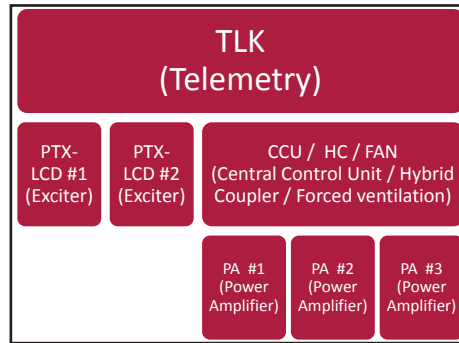 TLK
(Telemetry)
PTX-
LCD #1
(Exciter)
PTX-
LCD #2
(Exciter)
CCU / HC / FAN
(Central Control Unit / Hybrid
Coupler / Forced ventilation)
PA #1
(Power
Amplifier)
PA #2
(Power
Amplifier)
PA #3
(Power
Amplifier)